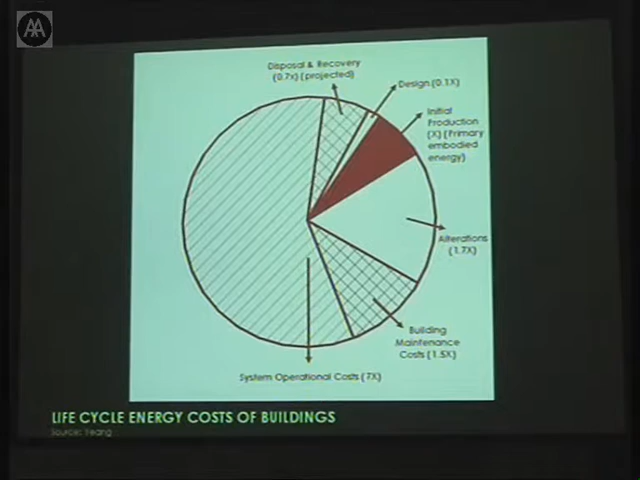 AA
Disposal & Recovery
(0.7x) (projected)
Design (0.1X)
Initial
Production
(X) (Primary
embodied
energy)
Alterations
(1.7X)
Building
Maintenance
Costs (1.5X)
System Operational Costs (7X)
LIFE CYCLE ENERGY COSTS OF BUILDINGS
Source: Yeang